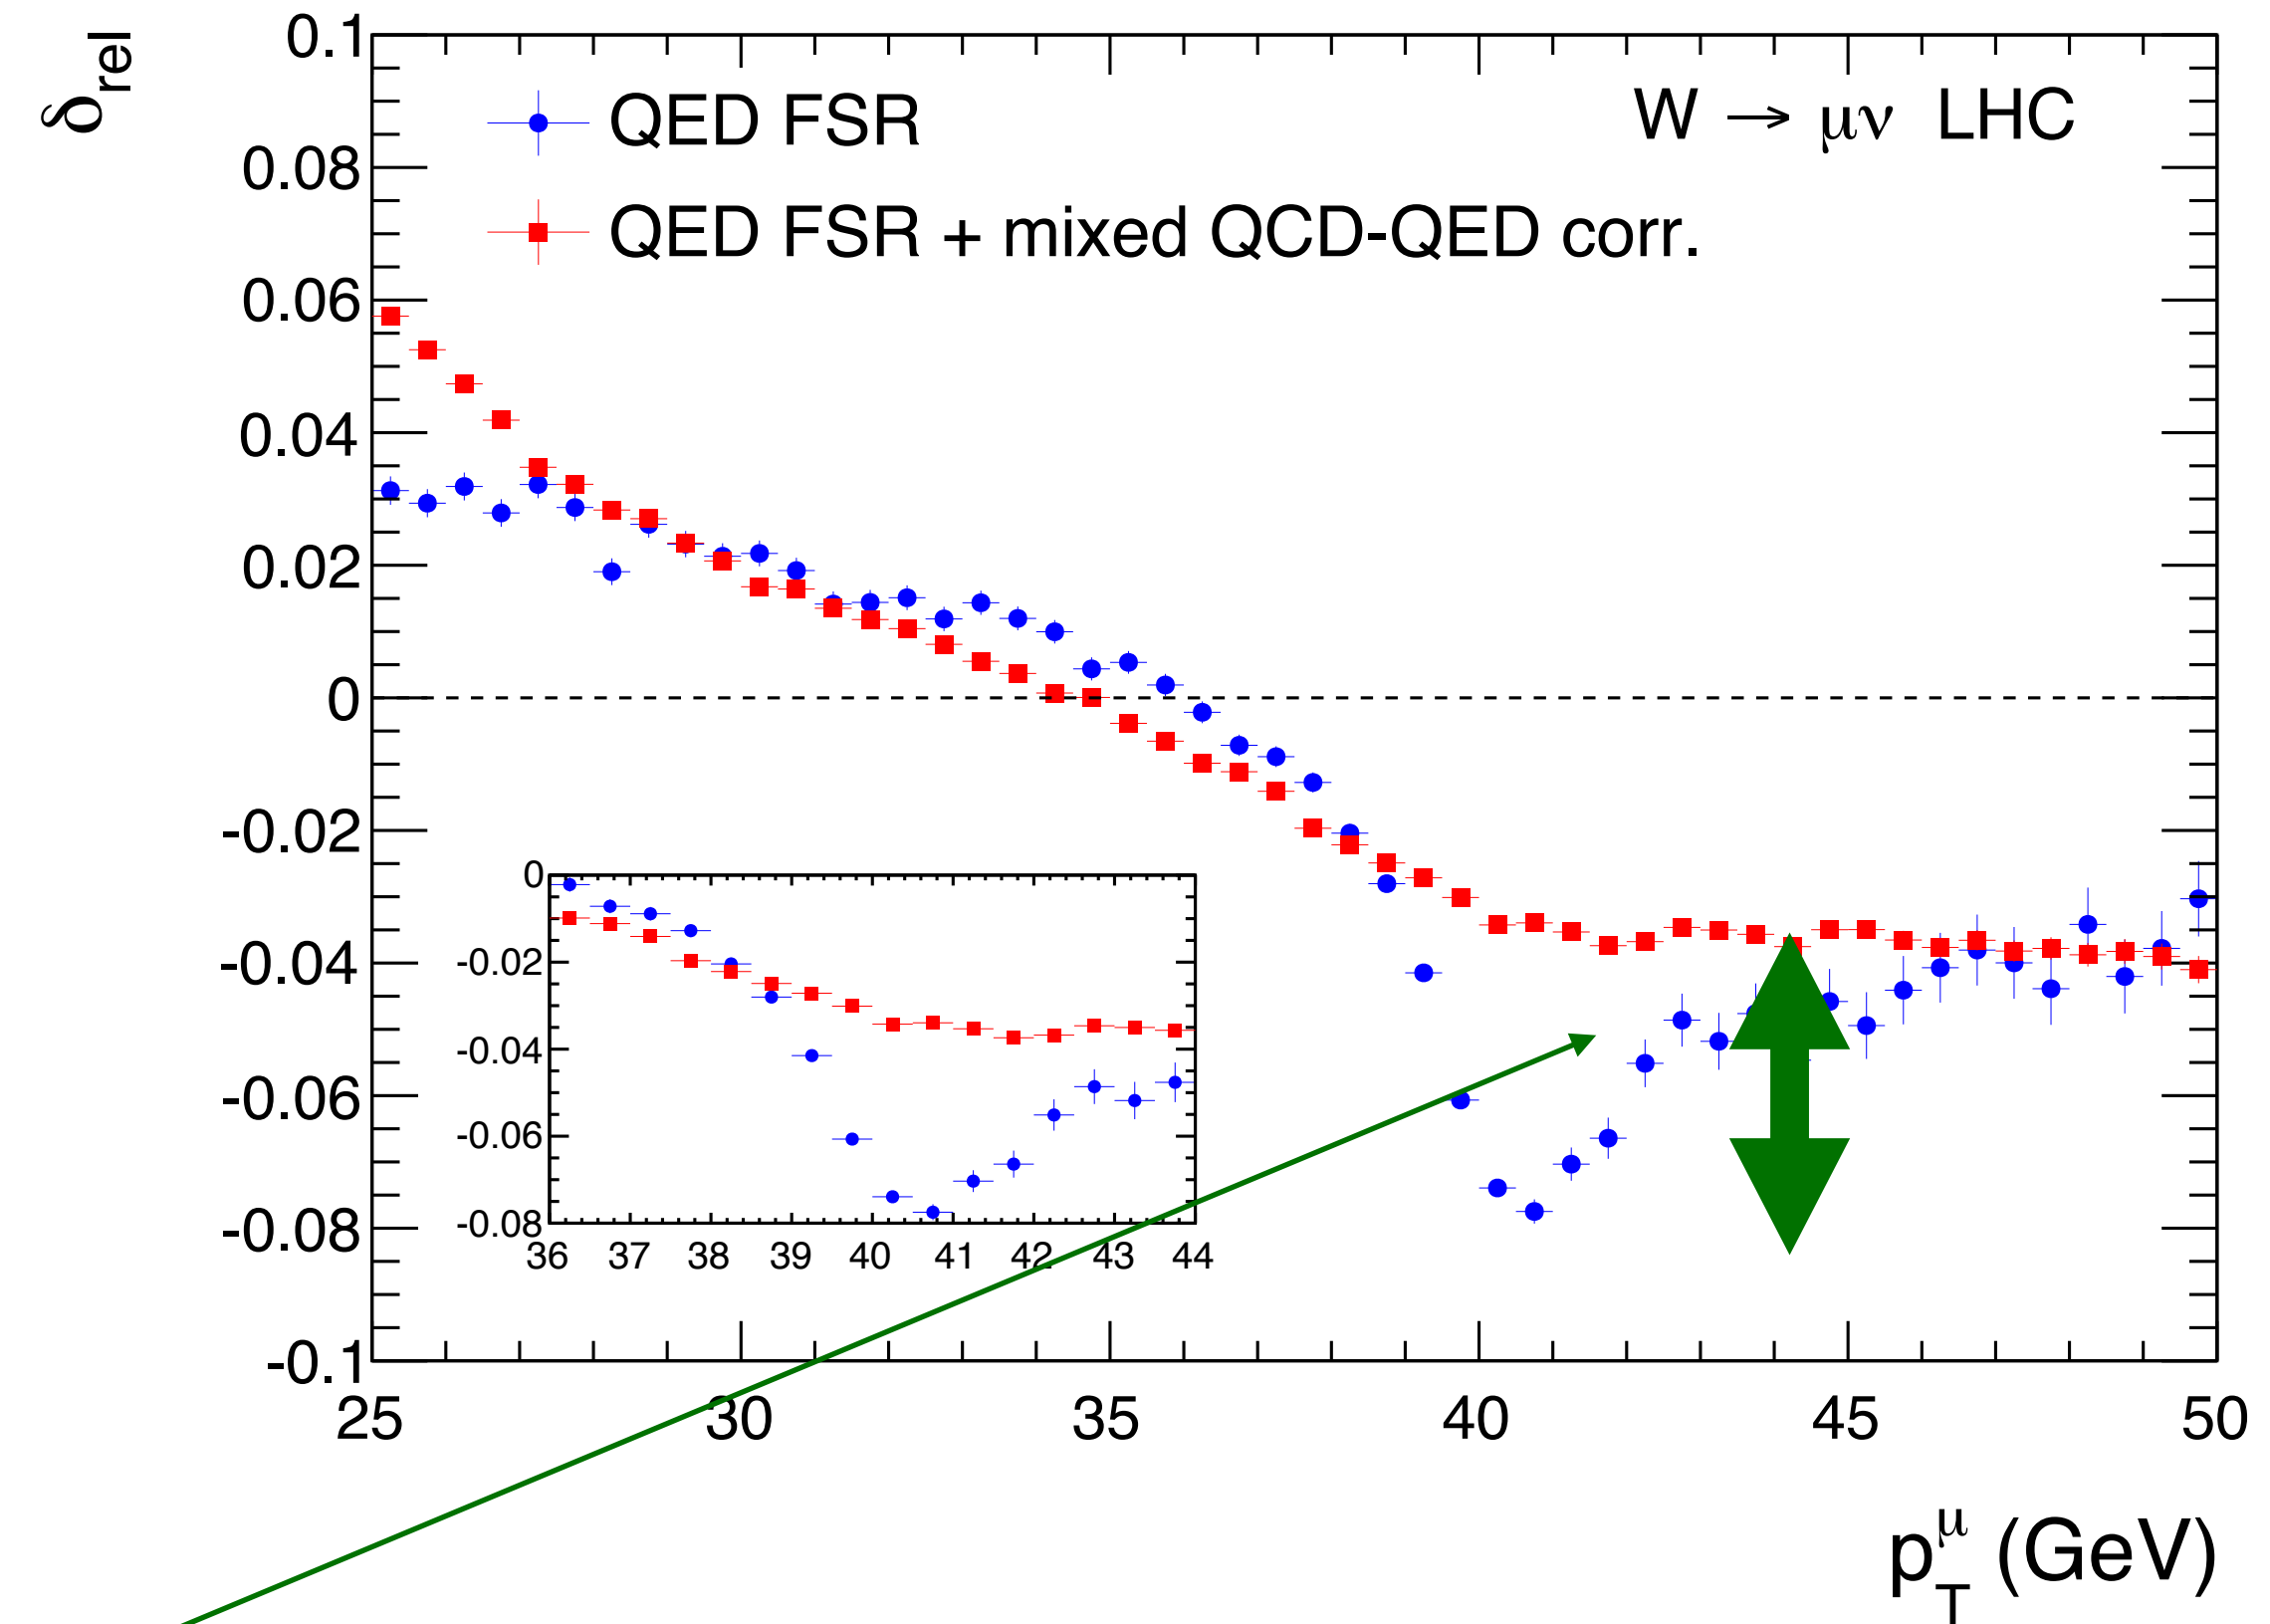 δrel
0.1
0.08
0.06
0.04
0.02
0
-0.02
-0.04
-0.06
-0.08
-0.1
QED FSR
QED FSR + mixed QCD-QED corr.
W → μν LHC
0
-0.02
-0.04
-0.06
-0.08
36 37 38 39 40 41 42 43 44
25 30 35 40 45 50
p_T^μ (GeV)